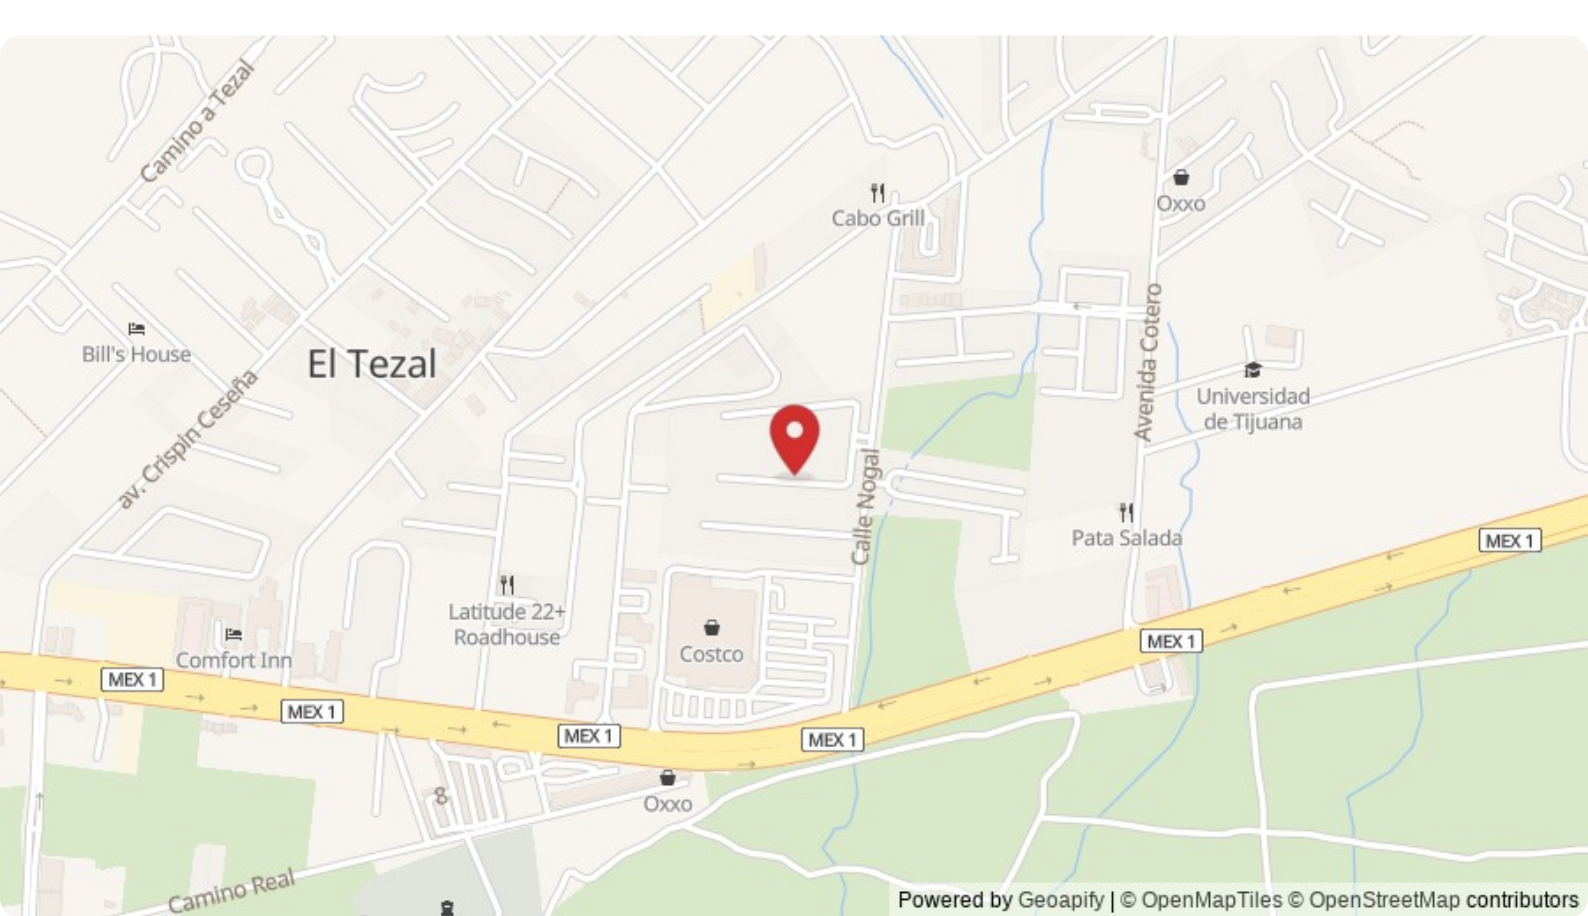 Camino a Tezal
Cabo Grill
Oxxo
Bill's House
El Tezal
Avenida Cotero
Universidad
de Tijuana
av. Crispin Ceseña
Calle Nogal
Pata Salada
MEX 1
Latitude 22+
Roadhouse
Costco
Comfort Inn
MEX 1
MEX 1
MEX 1
MEX 1
MEX 1
Oxxo
8
Camino Real
Powered by Geoapify | © OpenMapTiles © OpenStreetMap contributors